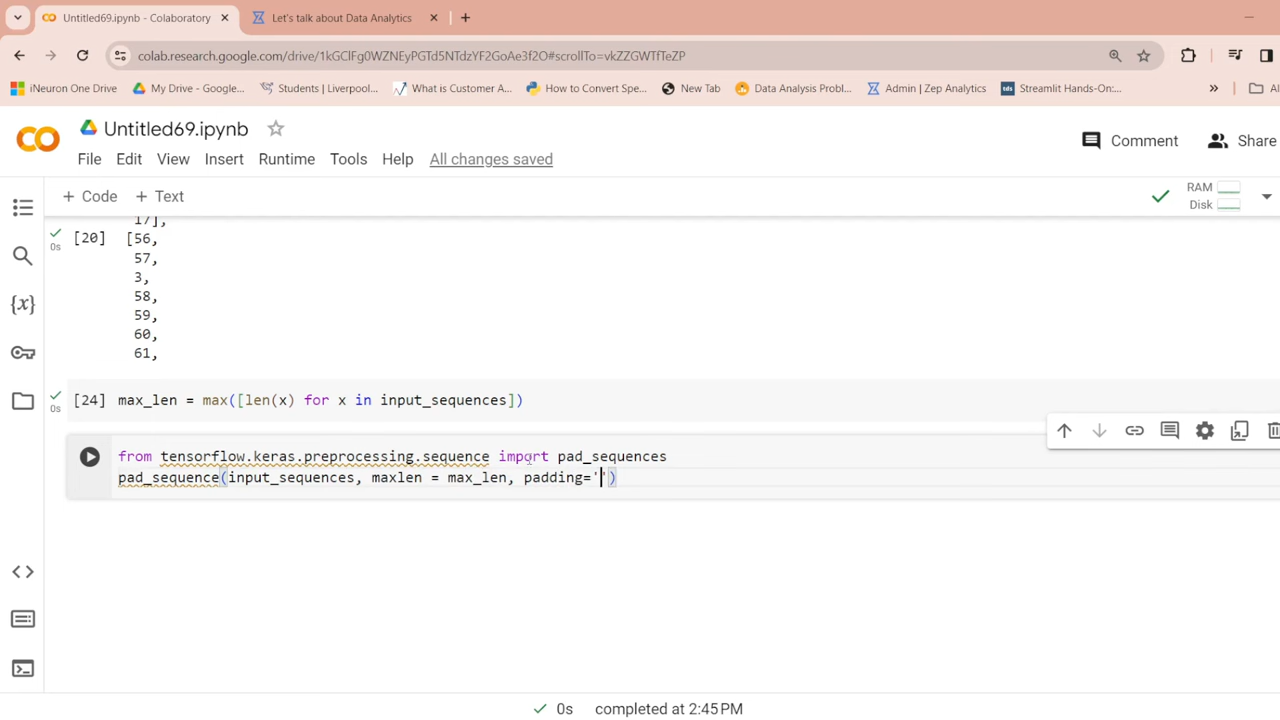 Untitled69.ipynb - Colaboratory
Let's talk about Data Analytics
colab.research.google.com/drive/1kGClFg0WZNEyPGTd5NTdzYF2GoAe3f2O#scrollTo=vkZZGWTfTeZP
iNeuron One Drive
My Drive - Google...
Students | Liverpool...
What is Customer A...
How to Convert Spe...
New Tab
Data Analysis Probl...
Admin | Zep Analytics
Streamlit Hands-On:...
»
Al
Untitled69.ipynb
Comment
Share
File Edit View Insert Runtime Tools Help All changes saved
+ Code + Text
RAM
Disk
17],
0s [20] [56,
57,
3,
58,
59,
60,
61,
0s [24] max_len = max([len(x) for x in input_sequences])
from tensorflow.keras.preprocessing.sequence import pad_sequences
pad_sequence(input_sequences, maxlen = max_len, padding='')
0s completed at 2:45 PM